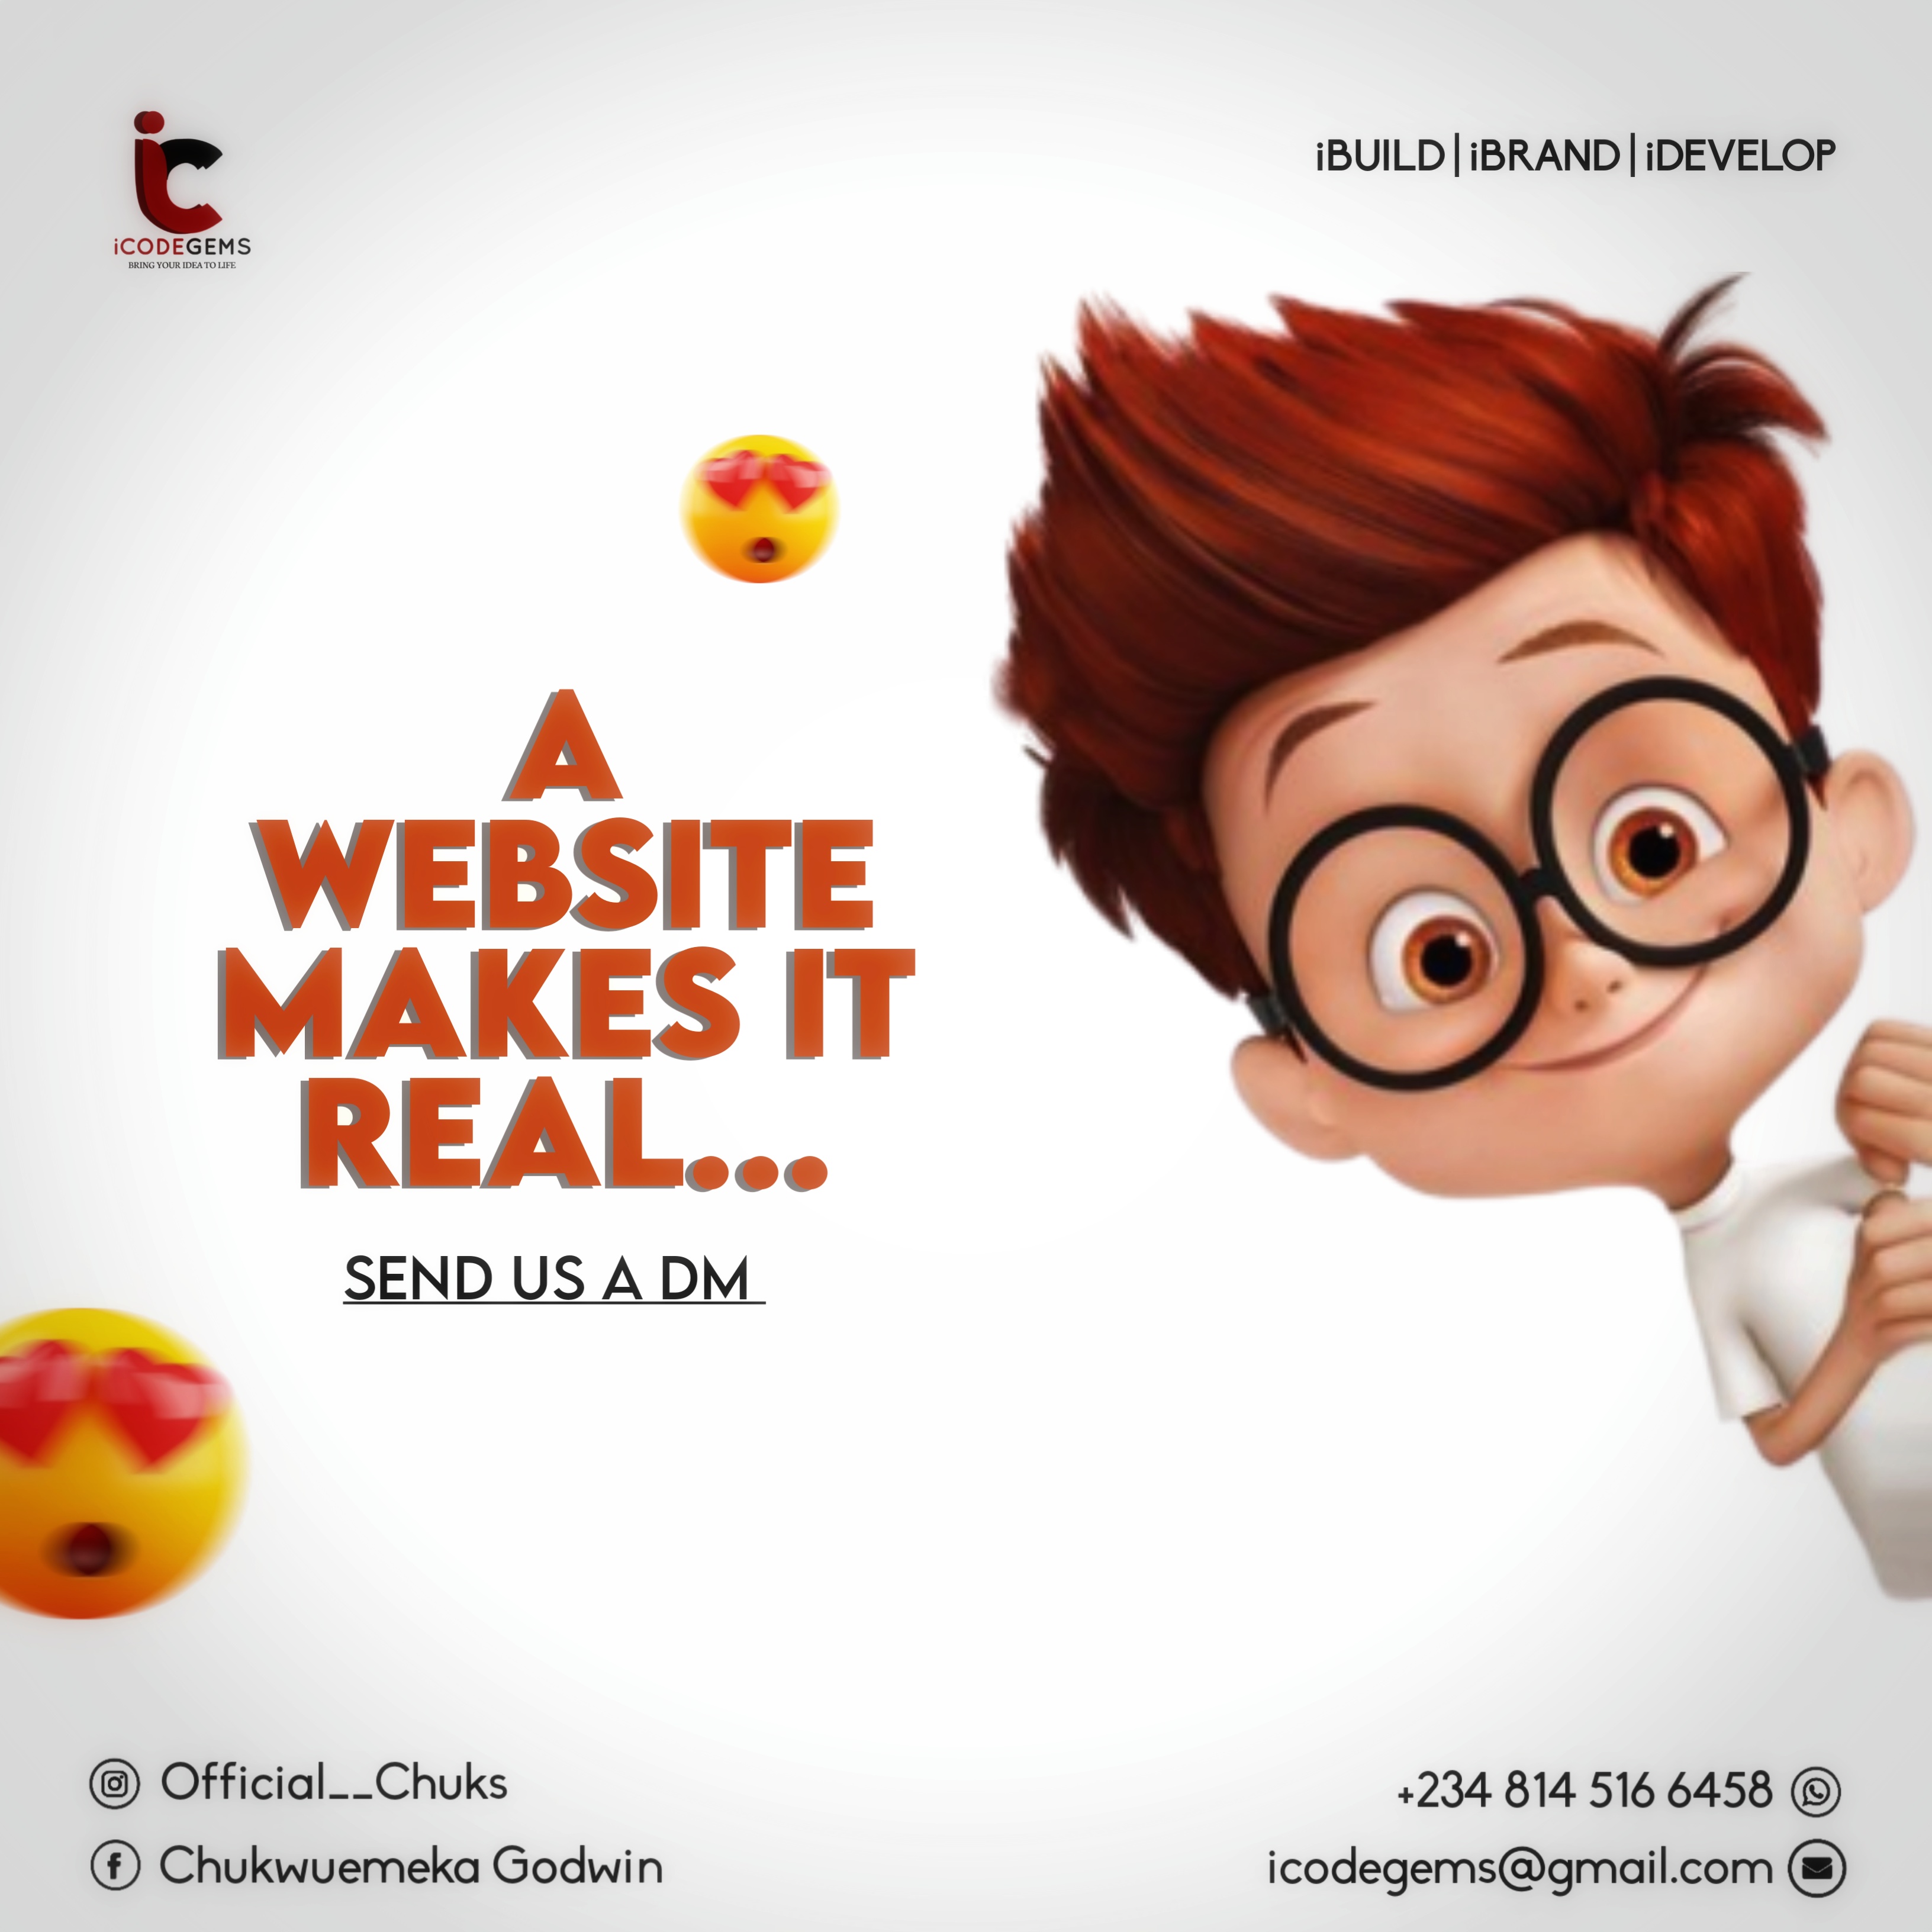 iCODEGEMS
BRING YOUR IDEA TO LIFE
iBUILD|iBRAND|iDEVELOP
A
WEBSITE
MAKES IT
REAL...
SEND US A DM
Official__Chuks
Chukwuemeka Godwin
+234 814 516 6458
icodegems@gmail.com